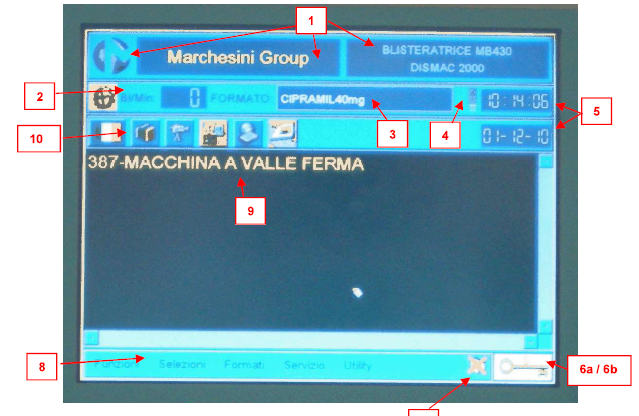 1
Marchesini Group
BLISTERATRICE MB430
DISMAC 2000
2
Bl/Min: 0 FORMATO: CIPRAMIL40mg
10:14:06
3
4
5
10
01-12-10
387-MACCHINA A VALLE FERMA
9
8
Funzioni Selezioni Formati Servizio Utility
6a / 6b